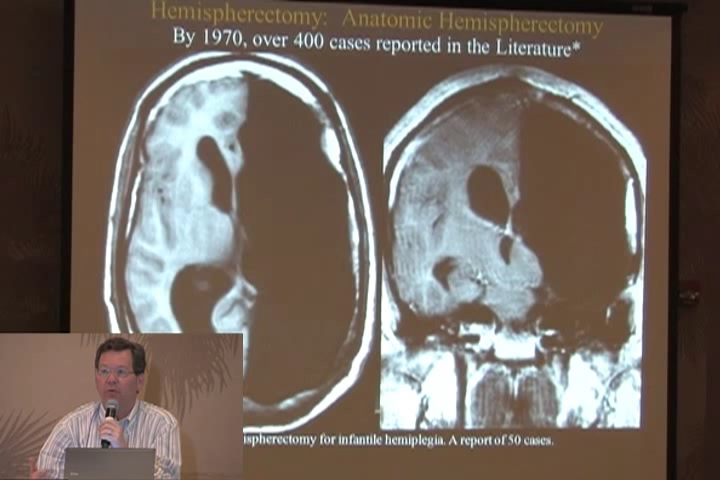 Hemispherectomy: Anatomic Hemispherectomy
By 1970, over 400 cases reported in the Literature*
ispherectomy for infantile hemiplegia. A report of 50 cases.